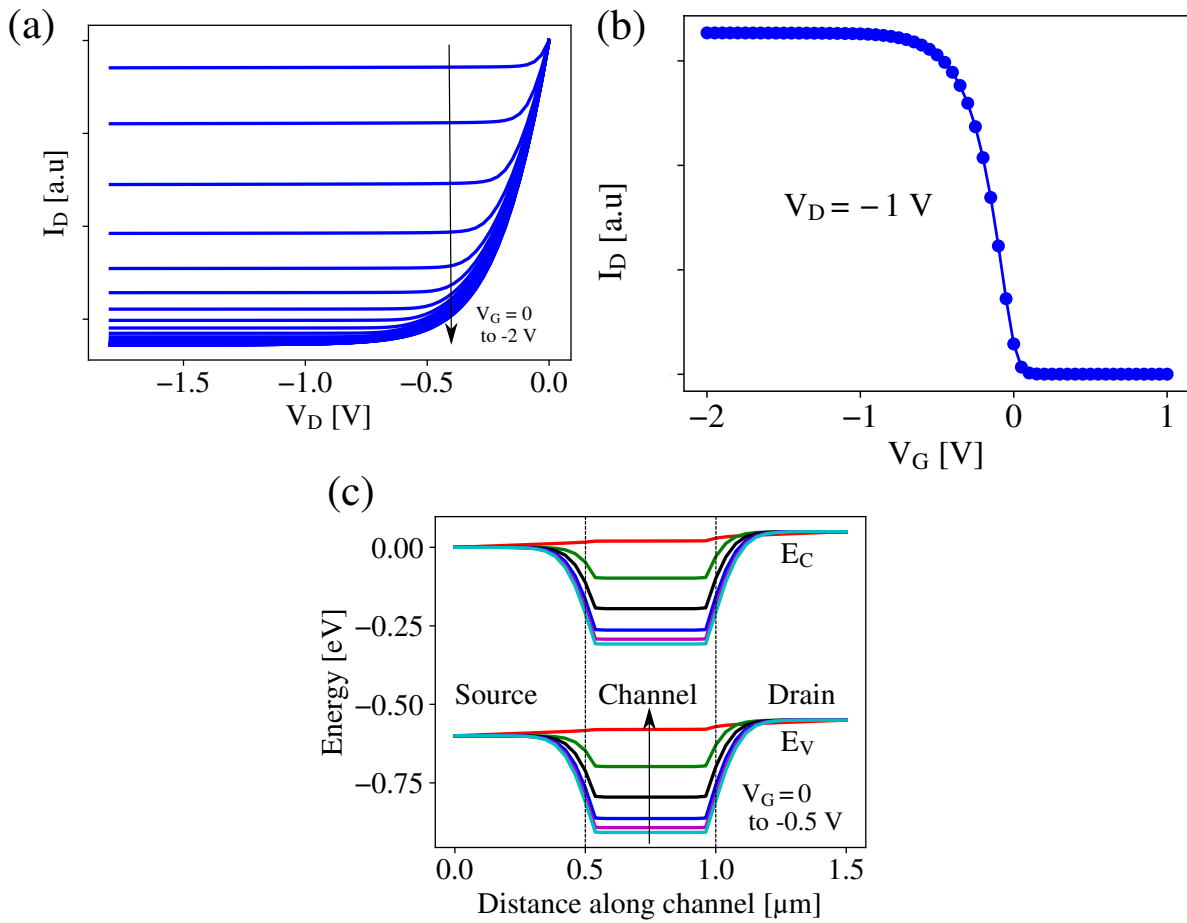 (a)
I_D [a.u]
V_G = 0
to -2 V
−1.5 −1.0 −0.5 0.0
V_D [V]
(b)
I_D [a.u]
V_D = − 1 V
−2 −1 0 1
V_G [V]
(c)
Energy [eV]
0.00
−0.25
−0.50
−0.75
E_C
Source Channel Drain
E_V
V_G = 0
to -0.5 V
0.0 0.5 1.0 1.5
Distance along channel [µm]